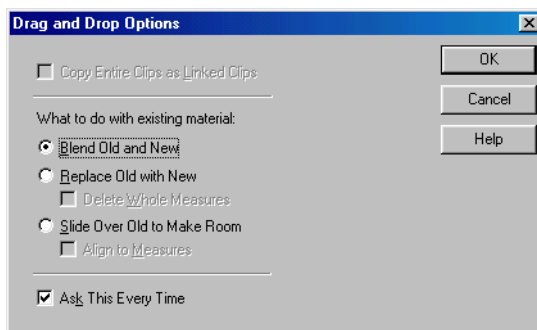 Drag and Drop Options
Copy Entire Clips as Linked Clips
OK
Cancel
What to do with existing material:
Help
Blend Old and New
Replace Old with New
Delete Whole Measures
Slide Over Old to Make Room
Align to Measures
Ask This Every Time